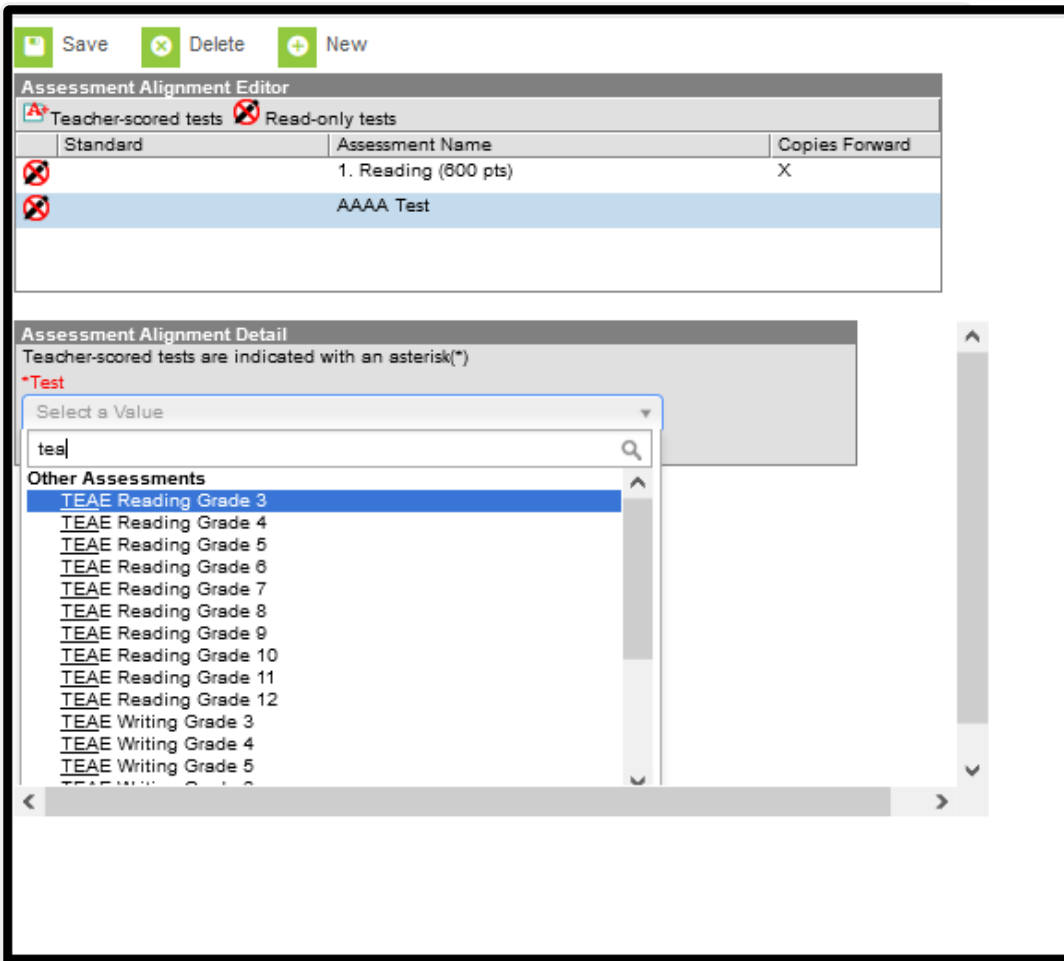 Save Delete New
Assessment Alignment Editor
Teacher-scored tests Read-only tests
Standard Assessment Name Copies Forward
1. Reading (600 pts) X
AAAA Test
Assessment Alignment Detail
Teacher-scored tests are indicated with an asterisk(*)
*Test
Select a Value
tea
Other Assessments
TEAE Reading Grade 3
TEAE Reading Grade 4
TEAE Reading Grade 5
TEAE Reading Grade 6
TEAE Reading Grade 7
TEAE Reading Grade 8
TEAE Reading Grade 9
TEAE Reading Grade 10
TEAE Reading Grade 11
TEAE Reading Grade 12
TEAE Writing Grade 3
TEAE Writing Grade 4
TEAE Writing Grade 5